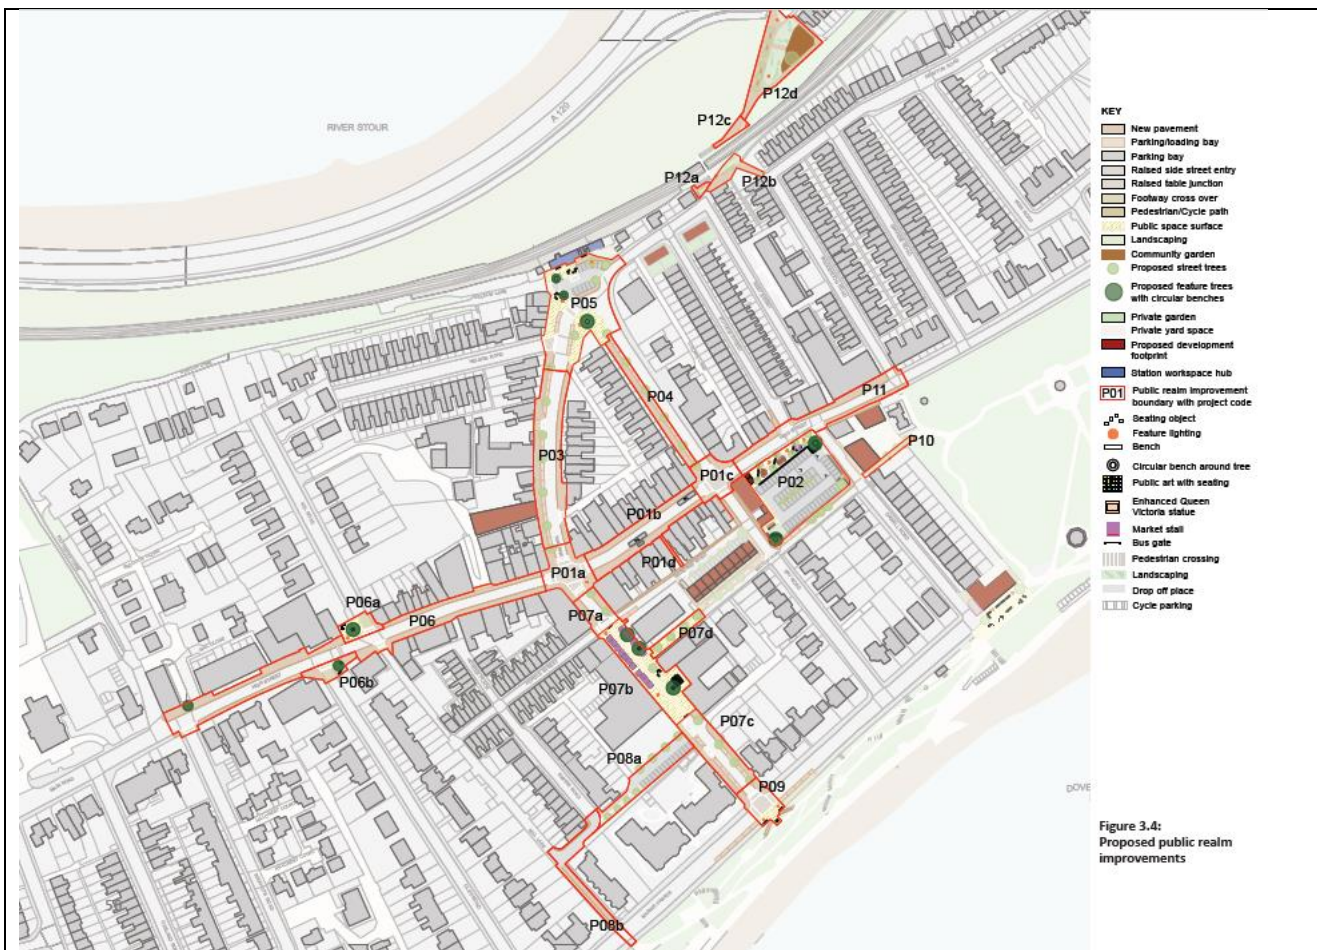 RIVER STOUR
A 120
P12d
P12c
P12a
P12b
P05
P04
P11
P10
P03
P01c
P02
P01b
P01d
P01a
P06a
P06
P07a
P07d
P06b
P07b
P07c
P08a
P09
P08b
DOVE
KEY
New pavement
Parking/loading bay
Parking bay
Raised side street entry
Raised table junction
Footway cross over
Pedestrian/Cycle path
Public space surface
Landscaping
Community garden
Proposed street trees
Proposed feature trees
with circular benches
Private garden
Private yard space
Proposed development
footprint
Station workspace hub
P01 Public realm improvement
boundary with project code
Seating object
Feature lighting
Bench
Circular bench around tree
Public art with seating
Enhanced Queen
Victoria statue
Market stall
Bus gate
Pedestrian crossing
Landscaping
Drop off place
Cycle parking
Figure 3.4:
Proposed public realm
improvements